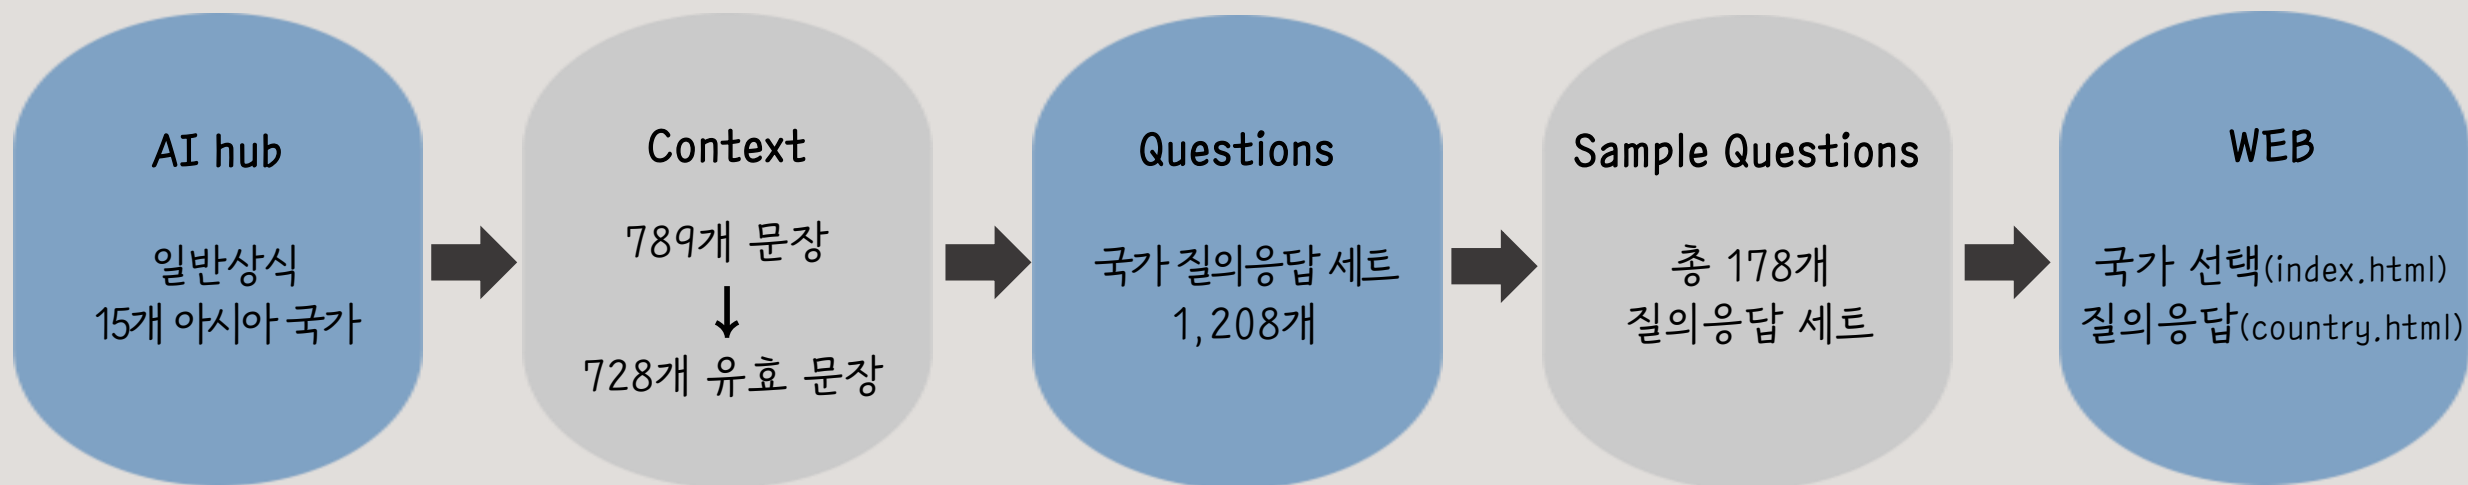 AI hub
일반상식
15개 아시아 국가
Context
789개 문장
↓
728개 유효 문장
Questions
국가 질의응답 세트
1,208개
Sample Questions
총 178개
질의응답 세트
WEB
국가 선택(index.html)
질의응답(country.html)